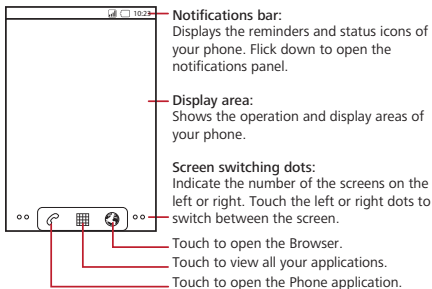 10:23
Notifications bar:
Displays the reminders and status icons of
your phone. Flick down to open the
notifications panel.
Display area:
Shows the operation and display areas of
your phone.
Screen switching dots:
Indicate the number of the screens on the
left or right. Touch the left or right dots to
switch between the screen.
Touch to open the Browser.
Touch to view all your applications.
Touch to open the Phone application.